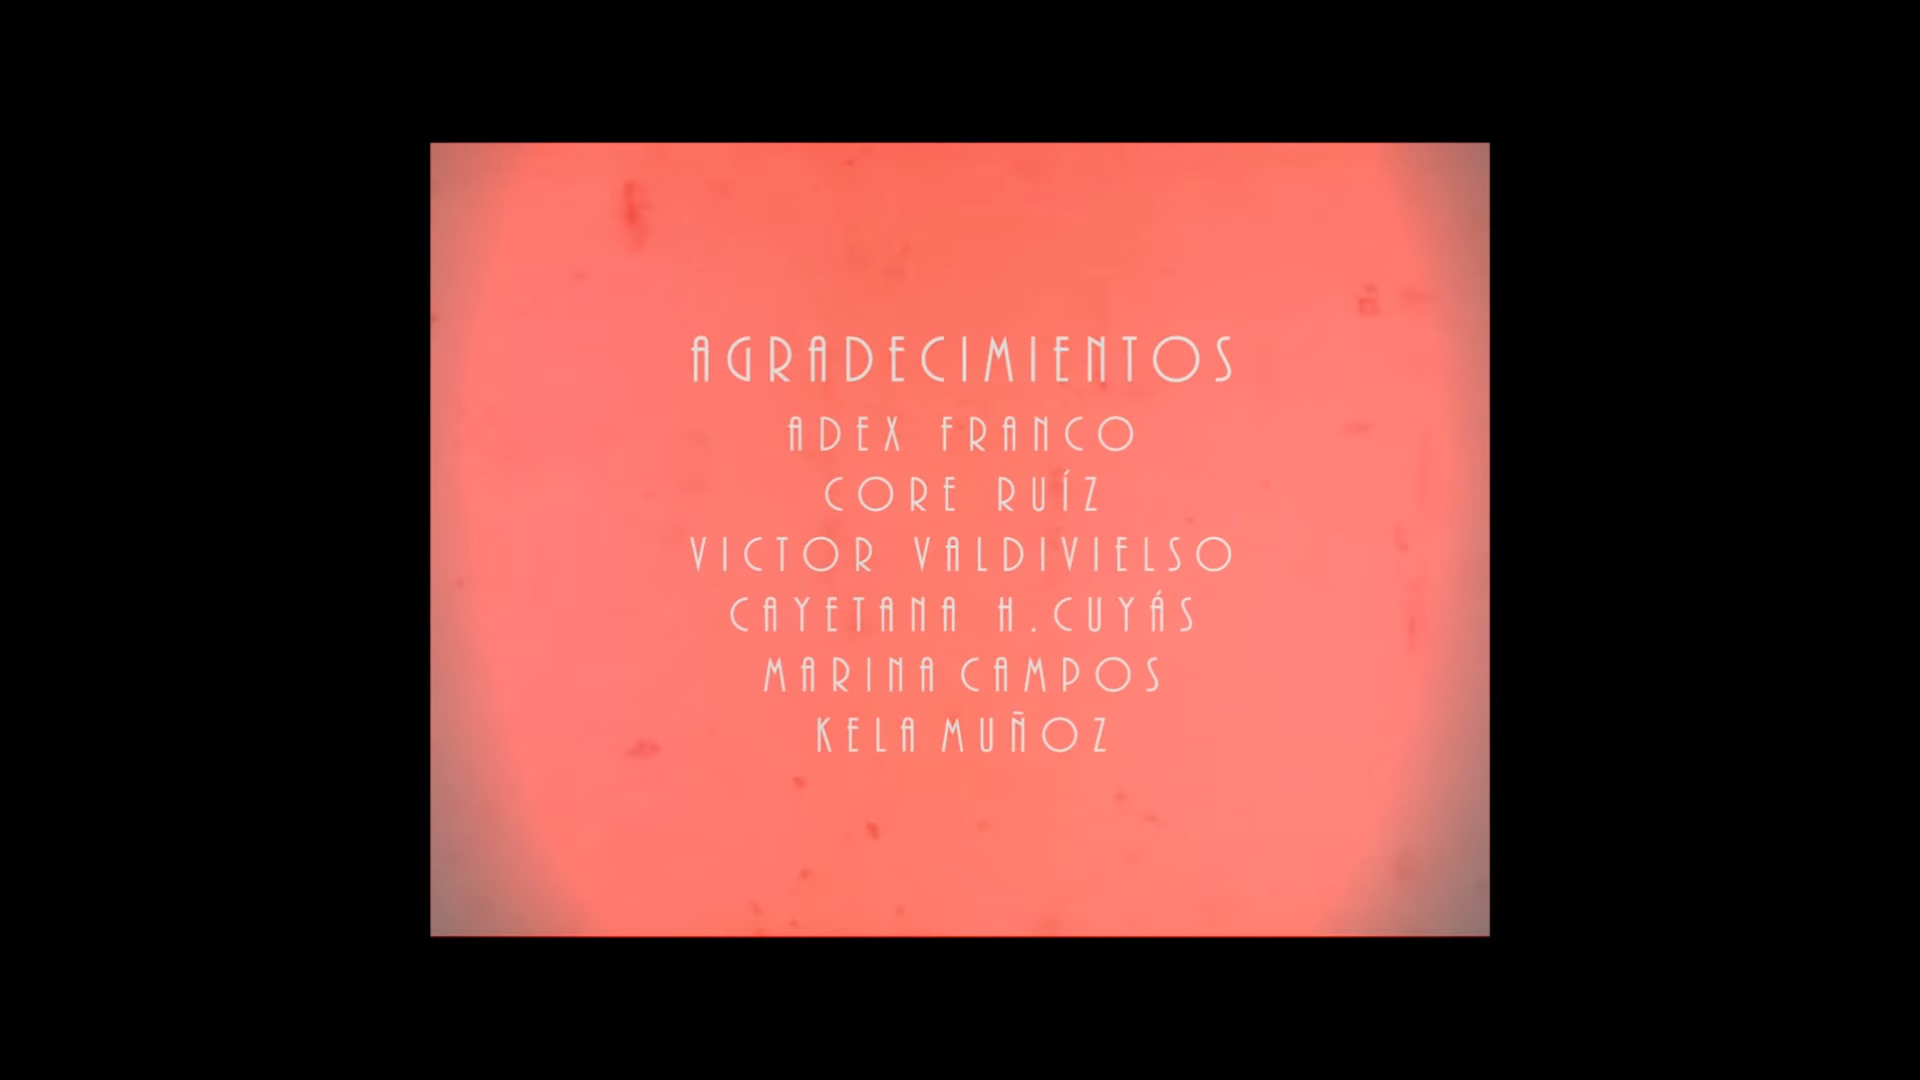 AGRADECIMIENTOS
ADEX FRANCO
CORE RUÍZ
VICTOR VALDIVIELSO
CAYETANA H.CUYÁS
MARINA CAMPOS
KELA MUÑOZ